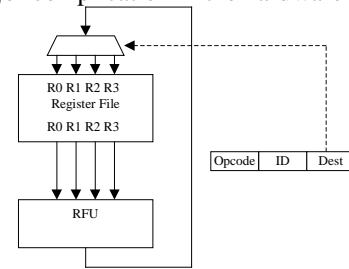 R0 R1 R2 R3
Register File
R0 R1 R2 R3
Opcode ID Dest
RFU